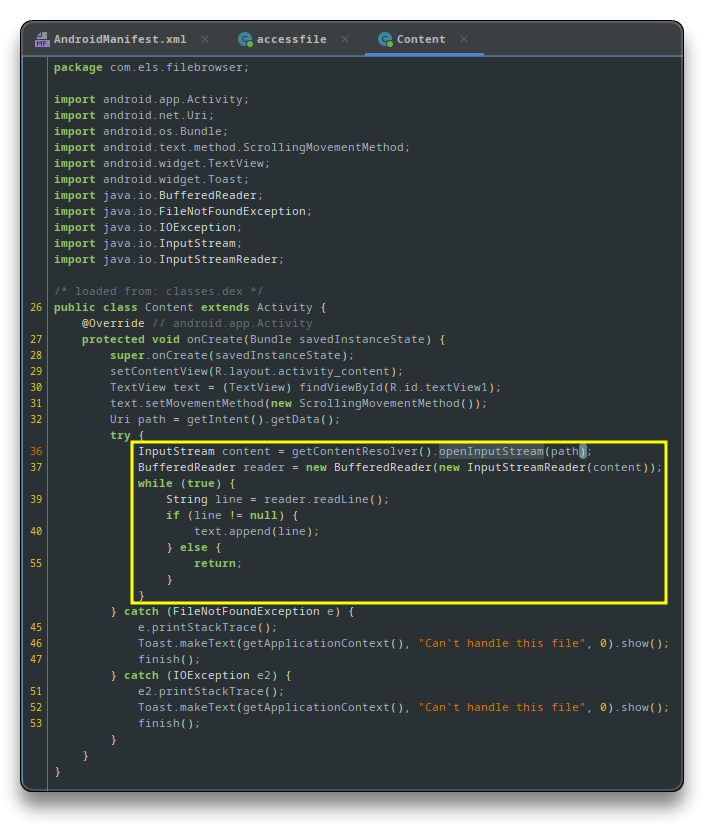 MF AndroidManifest.xml × C accessfile × C Content ×
package com.els.filebrowser;
import android.app.Activity;
import android.net.Uri;
import android.os.Bundle;
import android.text.method.ScrollingMovementMethod;
import android.widget.TextView;
import android.widget.Toast;
import java.io.BufferedReader;
import java.io.FileNotFoundException;
import java.io.IOException;
import java.io.InputStream;
import java.io.InputStreamReader;
/* loaded from: classes.dex */
26 public class Content extends Activity {
@Override // android.app.Activity
27 protected void onCreate(Bundle savedInstanceState) {
28 super.onCreate(savedInstanceState);
29 setContentView(R.layout.activity_content);
30 TextView text = (TextView) findViewById(R.id.textView1);
31 text.setMovementMethod(new ScrollingMovementMethod());
32 Uri path = getIntent().getData();
try {
36 InputStream content = getContentResolver().openInputStream(path);
37 BufferedReader reader = new BufferedReader(new InputStreamReader(content));
while (true) {
39 String line = reader.readLine();
if (line != null) {
40 text.append(line);
} else {
55 return;
}
}
} catch (FileNotFoundException e) {
45 e.printStackTrace();
46 Toast.makeText(getApplicationContext(), "Can't handle this file", 0).show();
47 finish();
} catch (IOException e2) {
51 e2.printStackTrace();
52 Toast.makeText(getApplicationContext(), "Can't handle this file", 0).show();
53 finish();
}
}
}